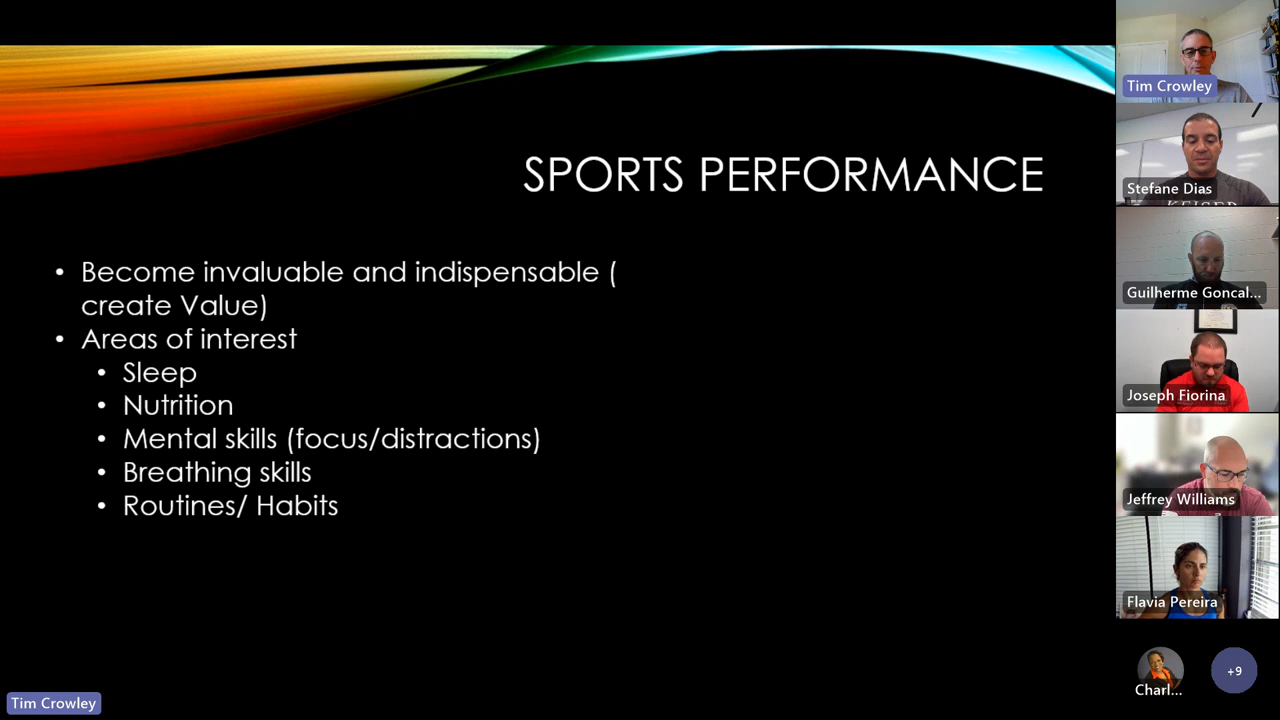 SPORTS PERFORMANCE
• Become invaluable and indispensable (
create Value)
• Areas of interest
• Sleep
• Nutrition
• Mental skills (focus/distractions)
• Breathing skills
• Routines/ Habits
Tim Crowley
Tim Crowley
Stefane Dias
KEISER
Guilherme Goncal...
Joseph Fiorina
Jeffrey Williams
Flavia Pereira
Charl...
+9